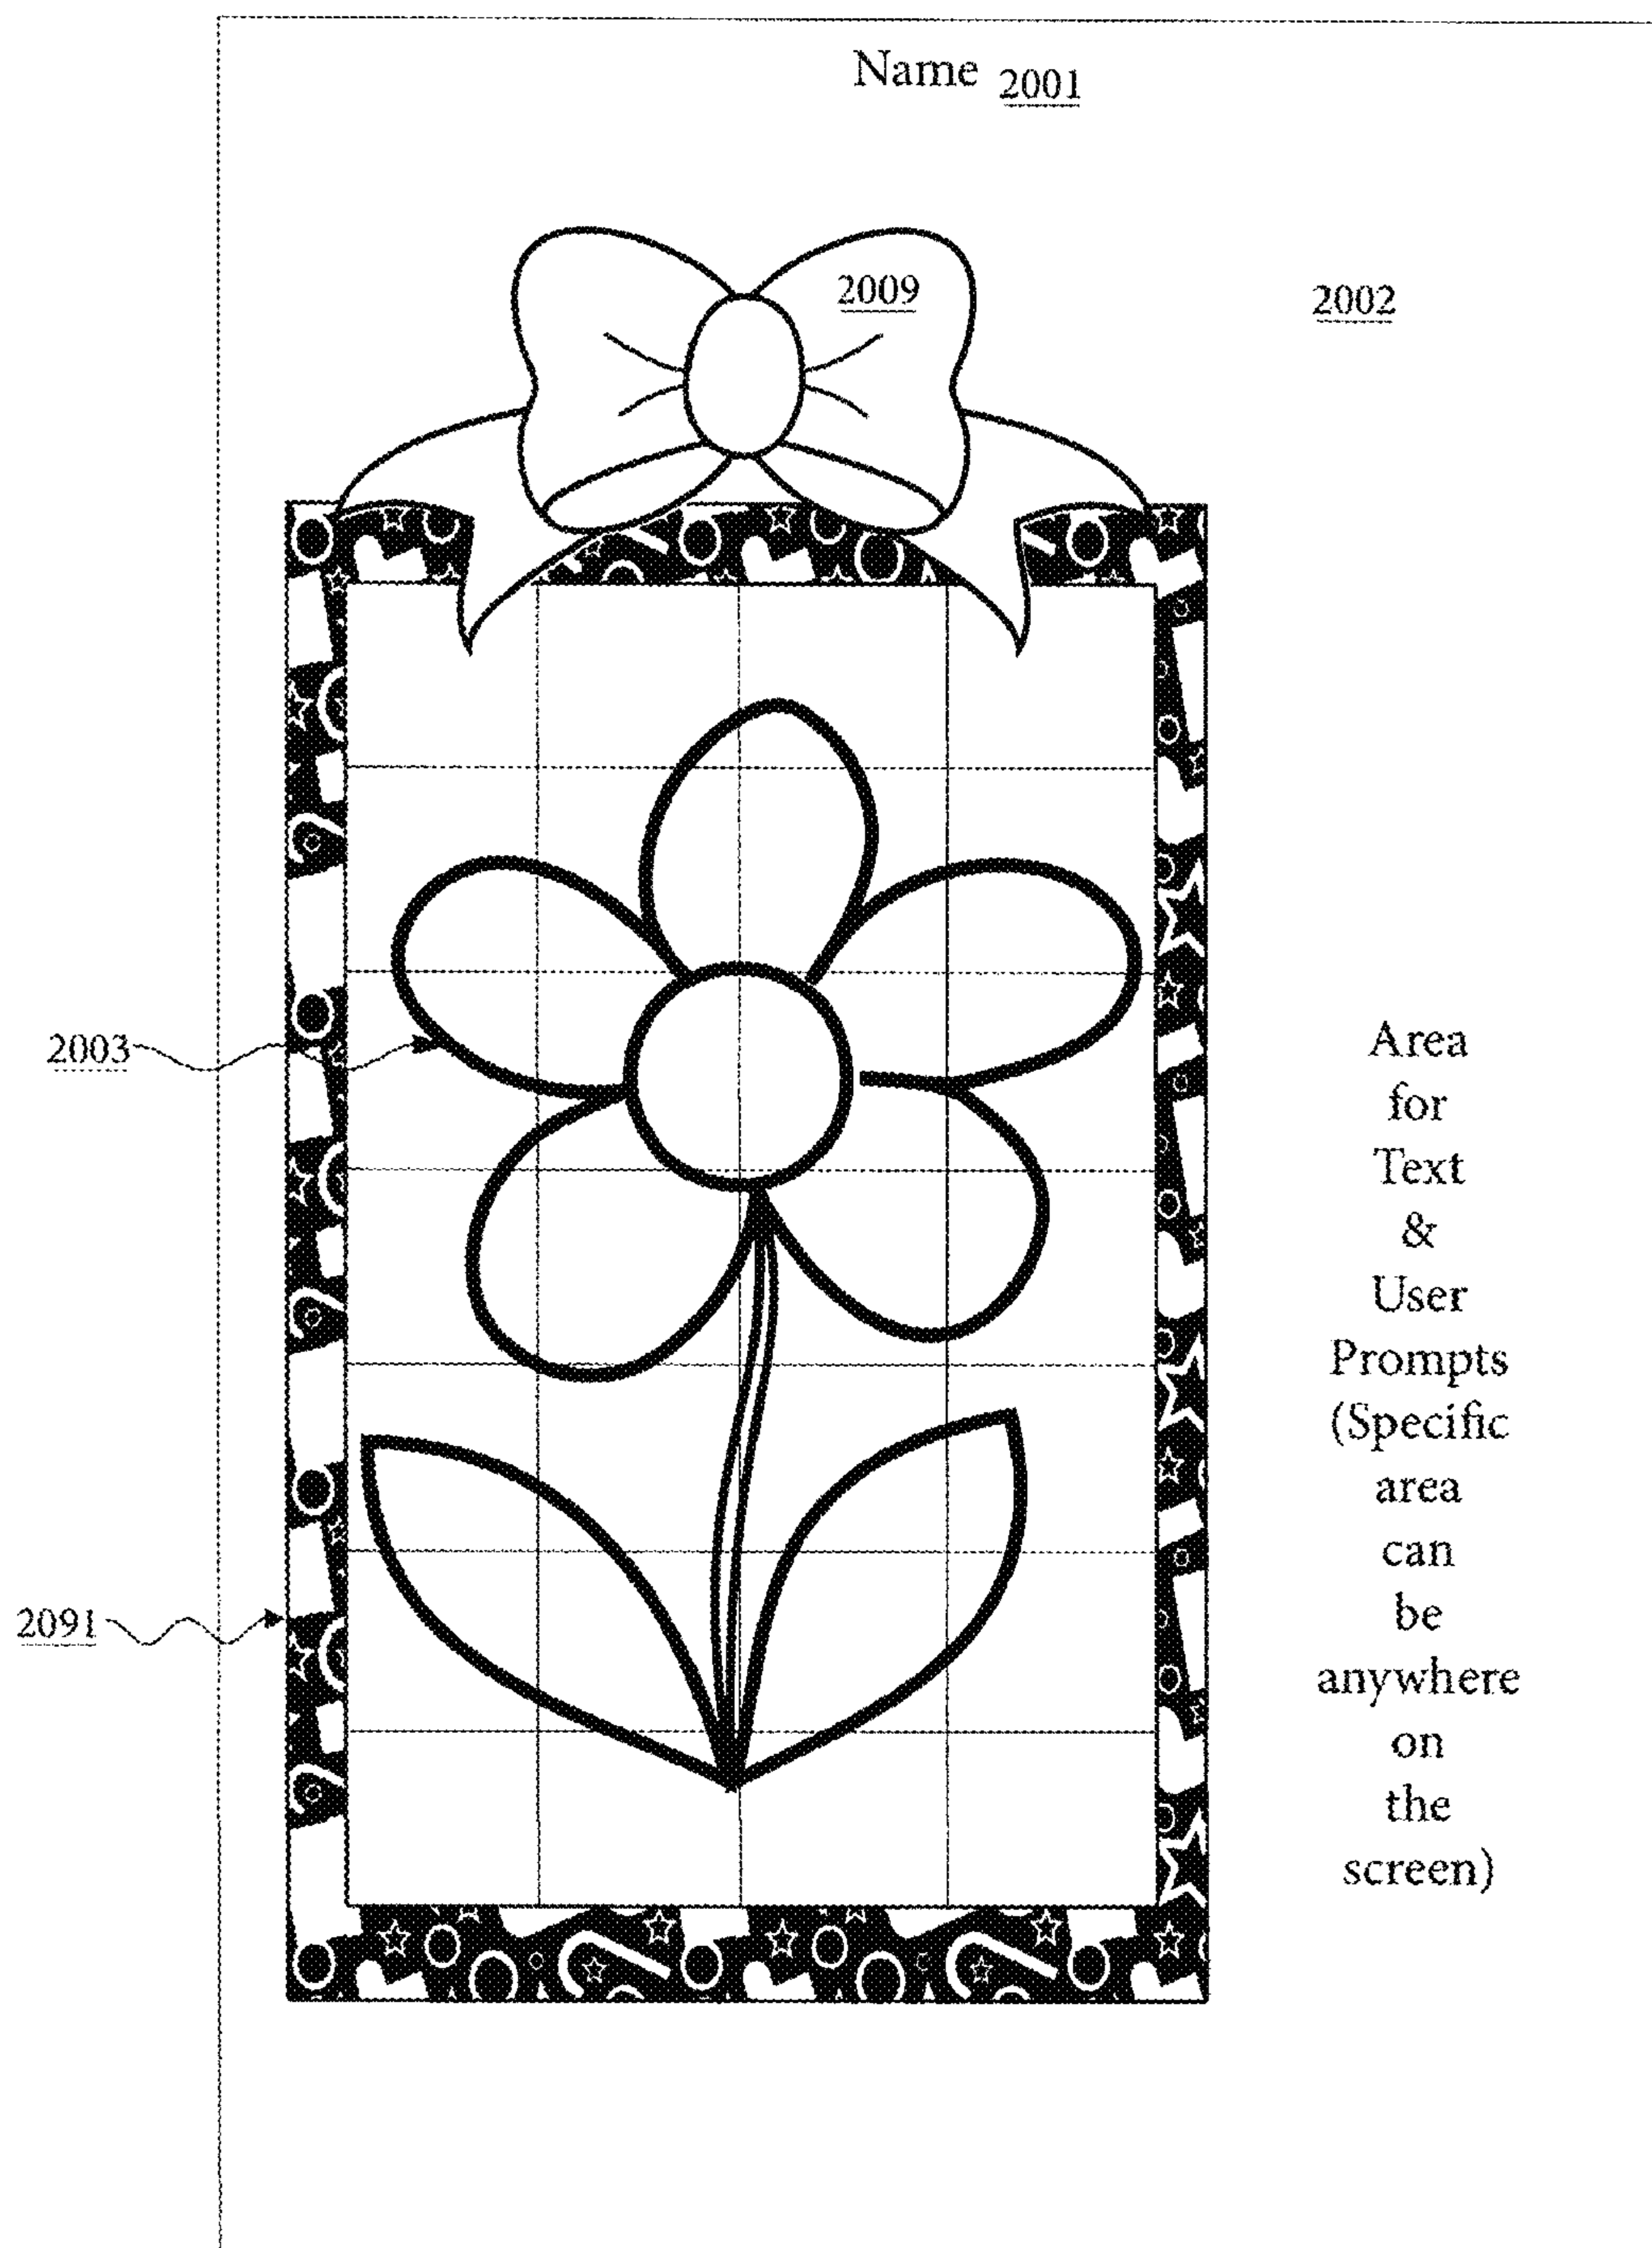 Name 2001
2009
2002
2003
2091
Area
for
Text
&
User
Prompts
(Specific
area
can
be
anywhere
on
the
screen)